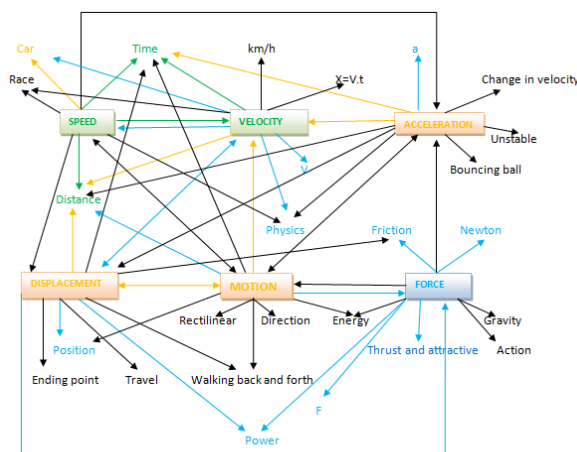 Car
Time
km/h
a
Race
X=V.t
Change in velocity
SPEED
VELOCITY
ACCELERATION
Unstable
V
Bouncing ball
Distance
Physics
Friction
Newton
DISPLACEMENT
MOTION
FORCE
Rectilinear
Direction
Energy
Gravity
Position
Thrust and attractive
Action
Ending point
Travel
Walking back and forth
F
Power